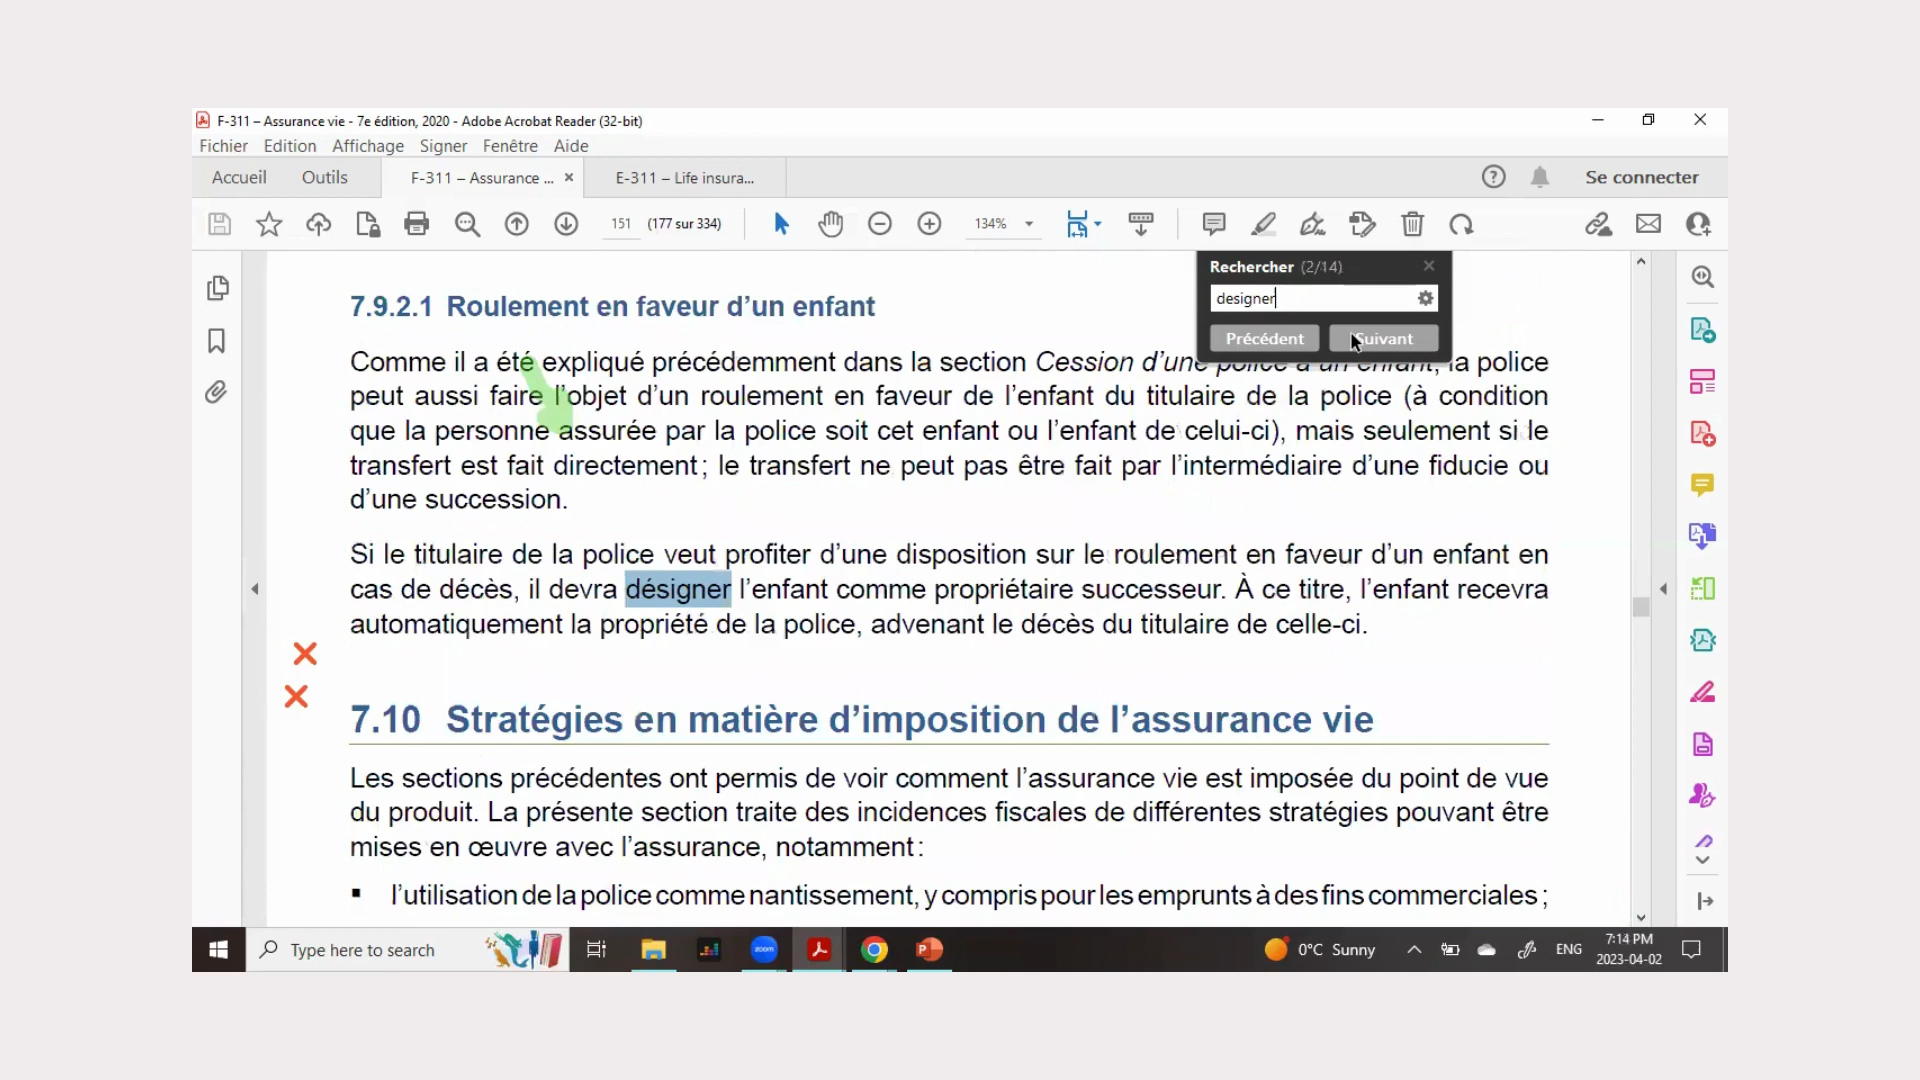 F-311 – Assurance vie - 7e édition, 2020 - Adobe Acrobat Reader (32-bit)
Fichier Edition Affichage Signer Fenêtre Aide
Accueil Outils F-311 – Assurance ... × E-311 – Life insura... Se connecter
151 (177 sur 334) 134%
Rechercher (2/14)
designer
Précédent Suivant
7.9.2.1 Roulement en faveur d’un enfant
Comme il a été expliqué précédemment dans la section Cession d’une police à un enfant, la police
peut aussi faire l’objet d’un roulement en faveur de l’enfant du titulaire de la police (à condition
que la personne assurée par la police soit cet enfant ou l’enfant de celui-ci), mais seulement si le
transfert est fait directement ; le transfert ne peut pas être fait par l’intermédiaire d’une fiducie ou
d’une succession.
Si le titulaire de la police veut profiter d’une disposition sur le roulement en faveur d’un enfant en
cas de décès, il devra désigner l’enfant comme propriétaire successeur. À ce titre, l’enfant recevra
automatiquement la propriété de la police, advenant le décès du titulaire de celle-ci.
7.10 Stratégies en matière d’imposition de l’assurance vie
Les sections précédentes ont permis de voir comment l’assurance vie est imposée du point de vue
du produit. La présente section traite des incidences fiscales de différentes stratégies pouvant être
mises en œuvre avec l’assurance, notamment :
▪ l’utilisation de la police comme nantissement, y compris pour les emprunts à des fins commerciales ;
Type here to search zoom 0°C Sunny ENG 7:14 PM
2023-04-02